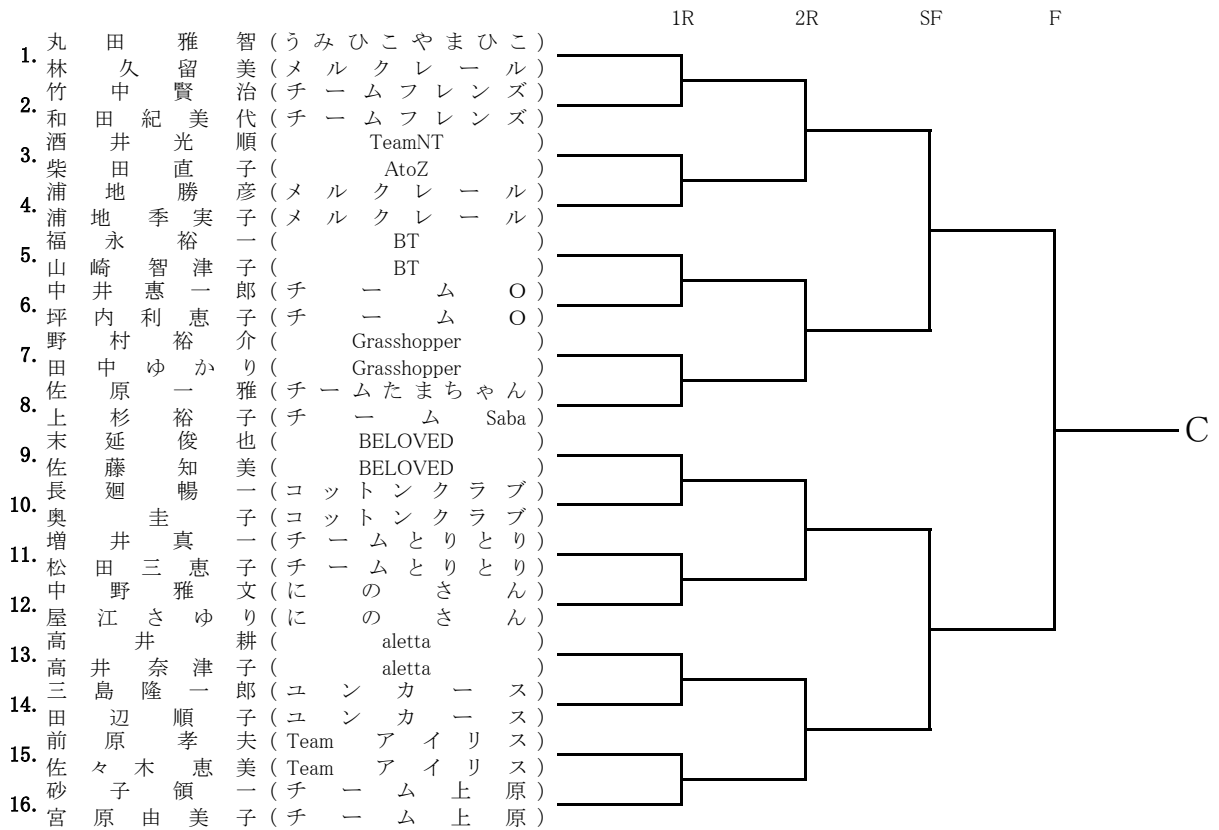 1R 2R SF F
1. 丸田雅智(うみひこやまひこ)
林久留美(メルクレール)
2. 竹中賢治(チームフレンズ)
和田紀美代(チームフレンズ)
3. 酒井光順(TeamNT)
柴田直子(AtoZ)
4. 浦地勝彦(メルクレール)
浦地季実子(メルクレール)
5. 福永裕一(BT)
山崎智津子(BT)
6. 中井惠一郎(チームO)
坪内利恵子(チームO)
7. 野村裕介(Grasshopper)
田中ゆかり(Grasshopper)
8. 佐原一雅(チームたまちゃん)
上杉裕子(チームSaba)
C
9. 末延俊也(BELOVED)
佐藤知美(BELOVED)
10. 長廻暢一(コットンクラブ)
奥圭子(コットンクラブ)
11. 増井真一(チームとりとり)
松田三恵子(チームとりとり)
12. 中野雅文(にのさん)
屋江さゆり(にのさん)
13. 高井耕(aletta)
高井奈津子(aletta)
14. 三島隆一郎(ユンカース)
田辺順子(ユンカース)
15. 前原孝夫(Team アイリス)
佐々木恵美(Team アイリス)
16. 砂子領一(チーム上原)
宮原由美子(チーム上原)